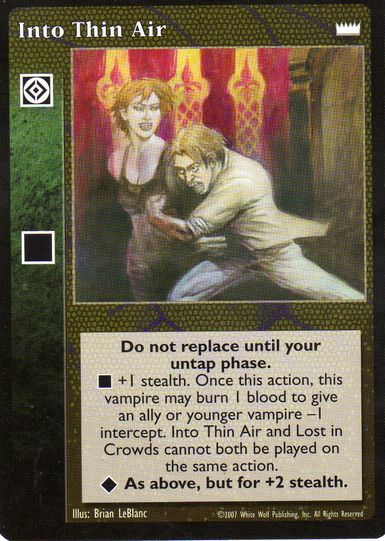 Into Thin Air
Do not replace until your
untap phase.
+1 stealth. Once this action, this
vampire may burn 1 blood to give
an ally or younger vampire –1
intercept. Into Thin Air and Lost in
Crowds cannot both be played on
the same action.
As above, but for +2 stealth.
Illus: Brian LeBlanc
©2007 White Wolf Publishing, Inc. All Rights Reserved